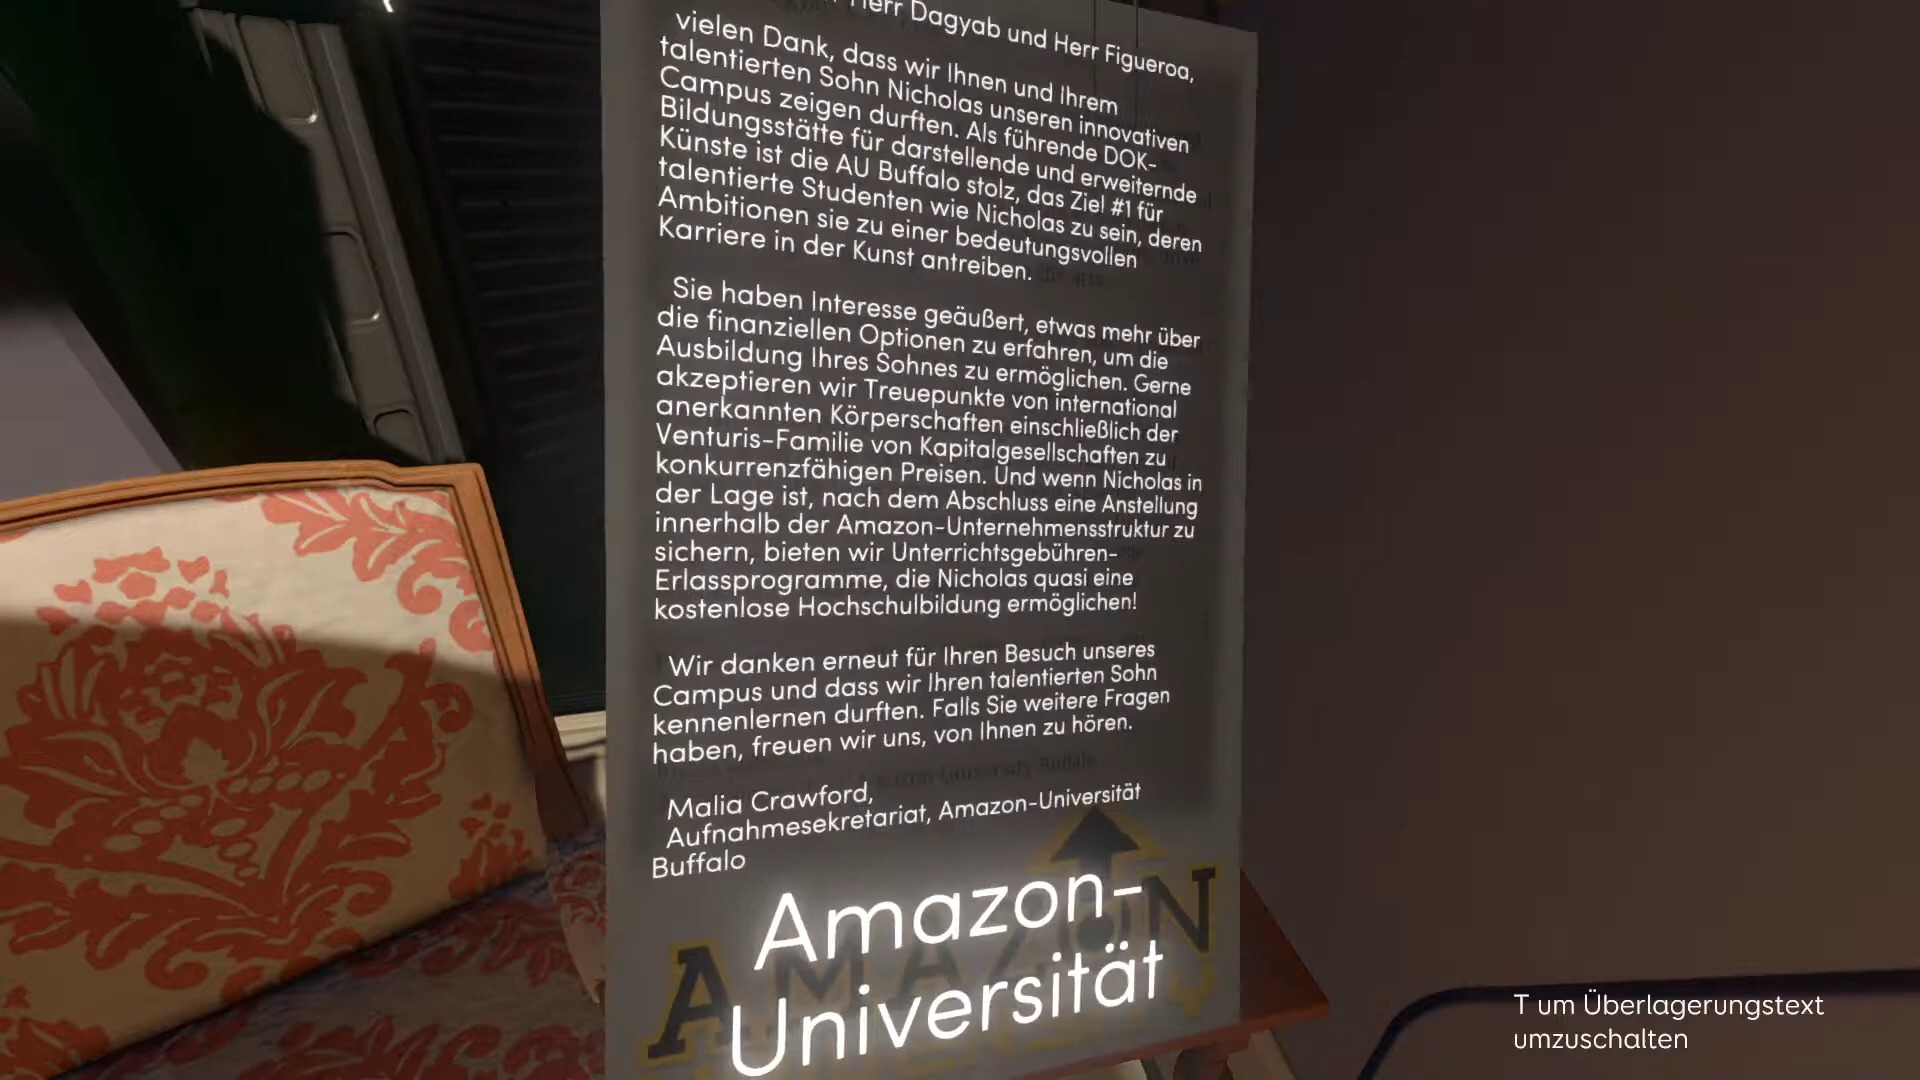 Herr Dagyab und Herr Figueroa,
vielen Dank, dass wir Ihnen und Ihrem
talentierten Sohn Nicholas unseren innovativen
Campus zeigen durften. Als führende DOK-
Bildungsstätte für darstellende und erweiternde
Künste ist die AU Buffalo stolz, das Ziel #1 für
talentierte Studenten wie Nicholas zu sein, deren
Ambitionen sie zu einer bedeutungsvollen
Karriere in der Kunst antreiben.
Sie haben Interesse geäußert, etwas mehr über
die finanziellen Optionen zu erfahren, um die
Ausbildung Ihres Sohnes zu ermöglichen. Gerne
akzeptieren wir Treuepunkte von international
anerkannten Körperschaften einschließlich der
Venturis-Familie von Kapitalgesellschaften zu
konkurrenzfähigen Preisen. Und wenn Nicholas in
der Lage ist, nach dem Abschluss eine Anstellung
innerhalb der Amazon-Unternehmensstruktur zu
sichern, bieten wir Unterrichtsgebühren-
Erlassprogramme, die Nicholas quasi eine
kostenlose Hochschulbildung ermöglichen!
Wir danken erneut für Ihren Besuch unseres
Campus und dass wir Ihren talentierten Sohn
kennenlernen durften. Falls Sie weitere Fragen
haben, freuen wir uns, von Ihnen zu hören.
Malia Crawford,
Aufnahmesekretariat, Amazon-Universität
Buffalo
Amazon-
Universität
AMAZON
T um Überlagerungstext
umzuschalten